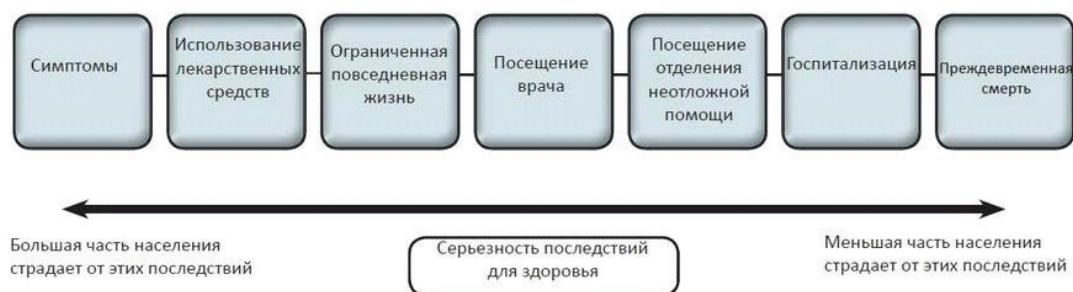 Симптомы
Использование
лекарственных
средств
Ограниченная
повседневная
жизнь
Посещение
врача
Посещение
отделения
неотложной
помощи
Госпитализация
Преждевременная
смерть
Большая часть населения
страдает от этих последствий
Серьезность последствий
для здоровья
Меньшая часть населения
страдает от этих последствий